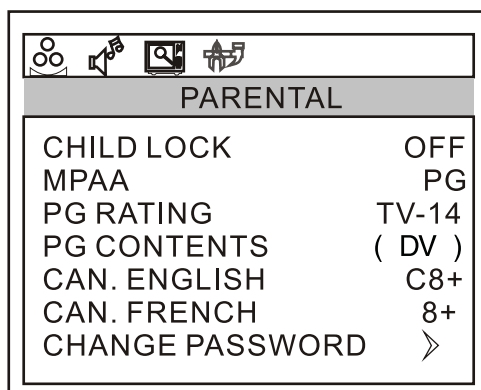 PARENTAL
CHILD LOCK OFF
MPAA PG
PG RATING TV-14
PG CONTENTS ( DV )
CAN. ENGLISH C8+
CAN. FRENCH 8+
CHANGE PASSWORD